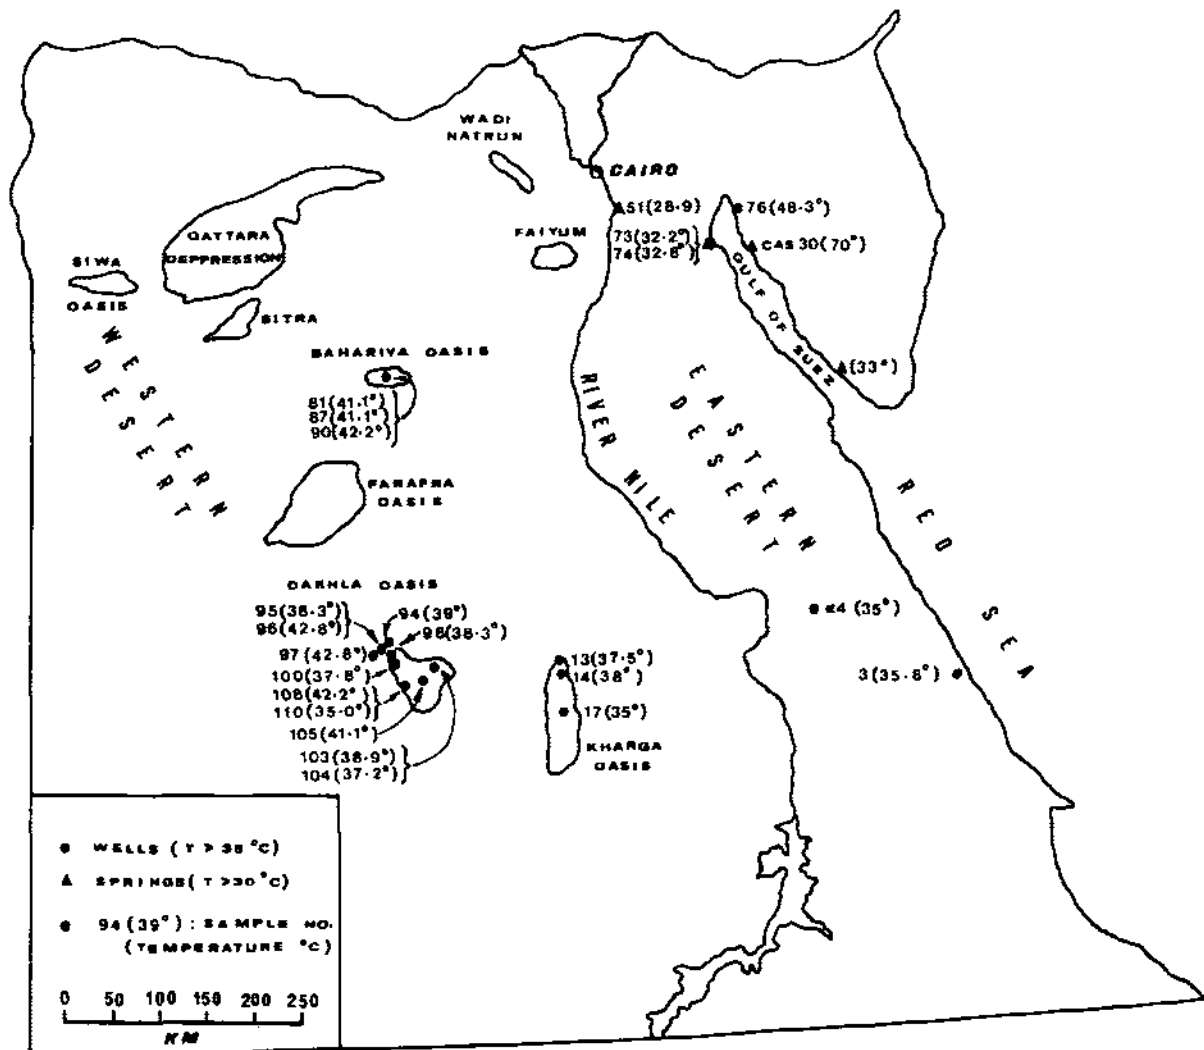 WADI
NATRUN
CAIRO
51(28.9)
76(48.3°)
73(32.2°)
74(32.8°)
CAS 30(70°)
QATTARA
DEPPRESSION
FAIYUM
SIWA
OASIS
SITRA
GULF OF SUEZ
(33°)
WESTERN
DESERT
BAHARIYA OASIS
81(41.1°)
87(41.1°)
90(42.2°)
RIVER NILE
EASTERN
DESERT
RED SEA
FARAFRA
OASIS
DAKHLA OASIS
95(38.3°)
96(42.8°)
94(39°)
98(38.3°)
97(42.8°)
100(37.8°)
108(42.2°)
110(35.0°)
105(41.1°)
103(38.9°)
104(37.2°)
13(37.5°)
14(38°)
17(35°)
KHARGA
OASIS
(35°)
3(35.8°)
WELLS (T > 35 °C)
SPRINGS (T >30 °C)
94(39°): SAMPLE NO.
(TEMPERATURE °C)
0 50 100 150 200 250
KM